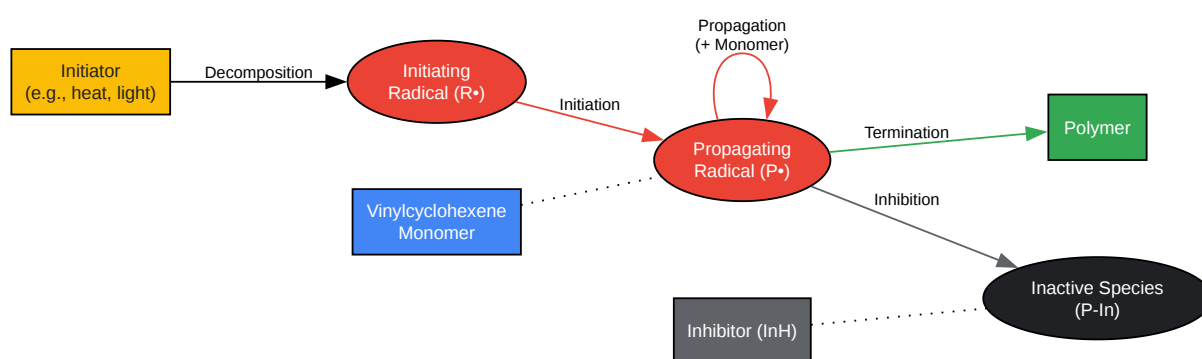 Propagation
(+ Monomer)
Initiator
(e.g., heat, light)
Decomposition
Initiating
Radical (R•)
Initiation
Propagating
Radical (P•)
Termination
Polymer
Vinylcyclohexene
Monomer
Inhibition
Inhibitor (InH)
Inactive Species
(P-In)